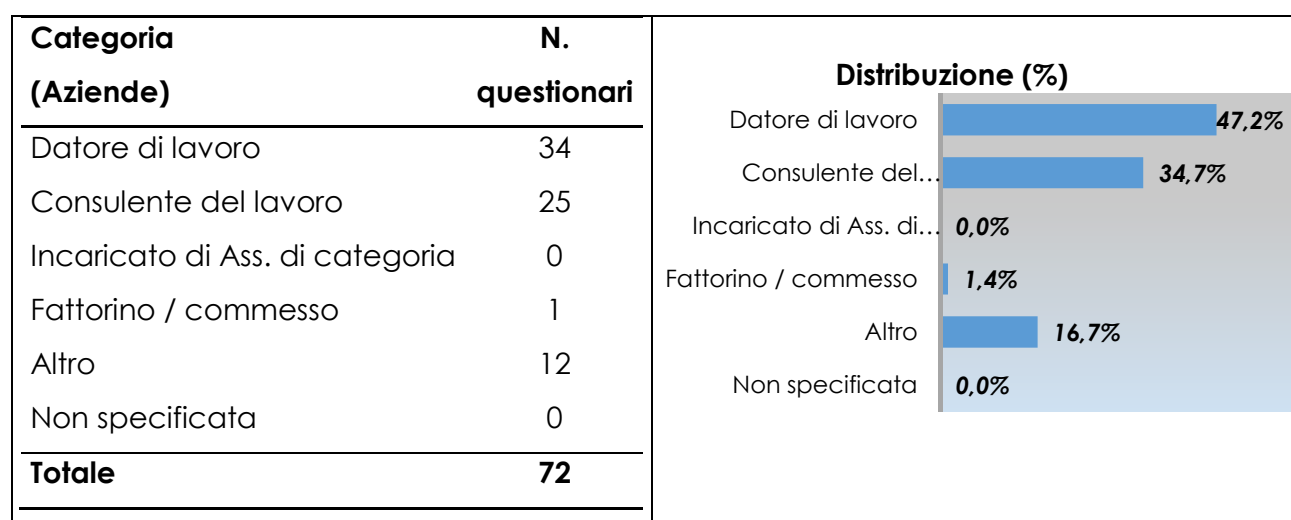 Categoria N.
(Aziende) questionari
Datore di lavoro 34
Consulente del lavoro 25
Incaricato di Ass. di categoria 0
Fattorino / commesso 1
Altro 12
Non specificata 0
Totale 72
Distribuzione (%)
Datore di lavoro 47,2%
Consulente del... 34,7%
Incaricato di Ass. di... 0,0%
Fattorino / commesso 1,4%
Altro 16,7%
Non specificata 0,0%